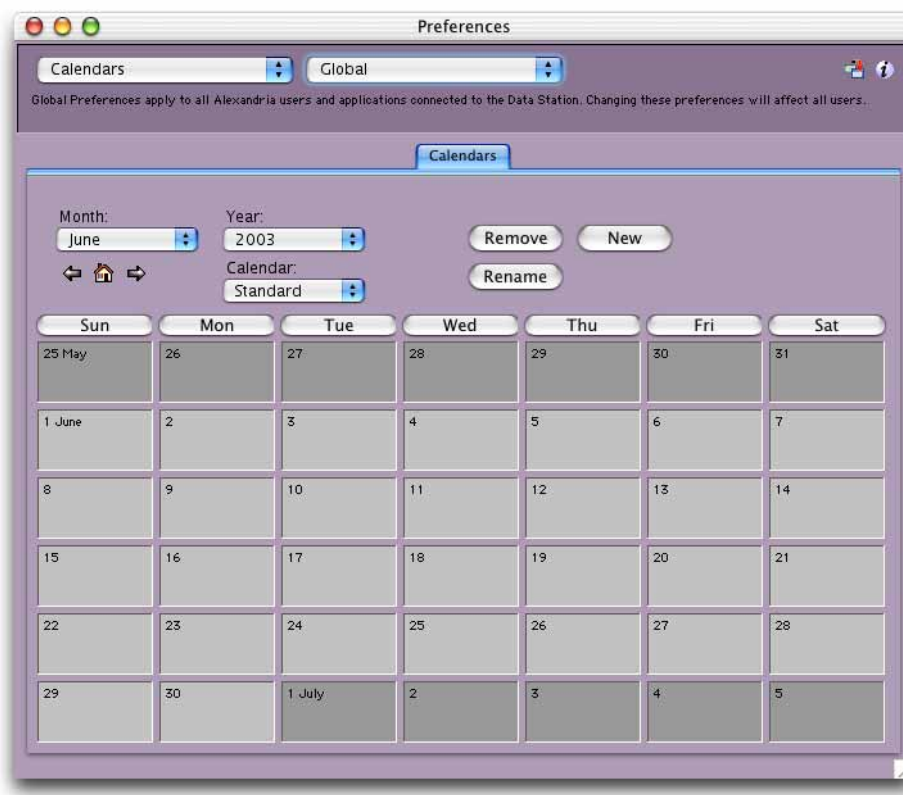 Preferences
Calendars Global
Global Preferences apply to all Alexandria users and applications connected to the Data Station. Changing these preferences will affect all users.
Calendars
Month: Year:
June 2003 Remove New
Calendar:
Standard Rename
Sun Mon Tue Wed Thu Fri Sat
25 May 26 27 28 29 30 31
1 June 2 3 4 5 6 7
8 9 10 11 12 13 14
15 16 17 18 19 20 21
22 23 24 25 26 27 28
29 30 1 July 2 3 4 5